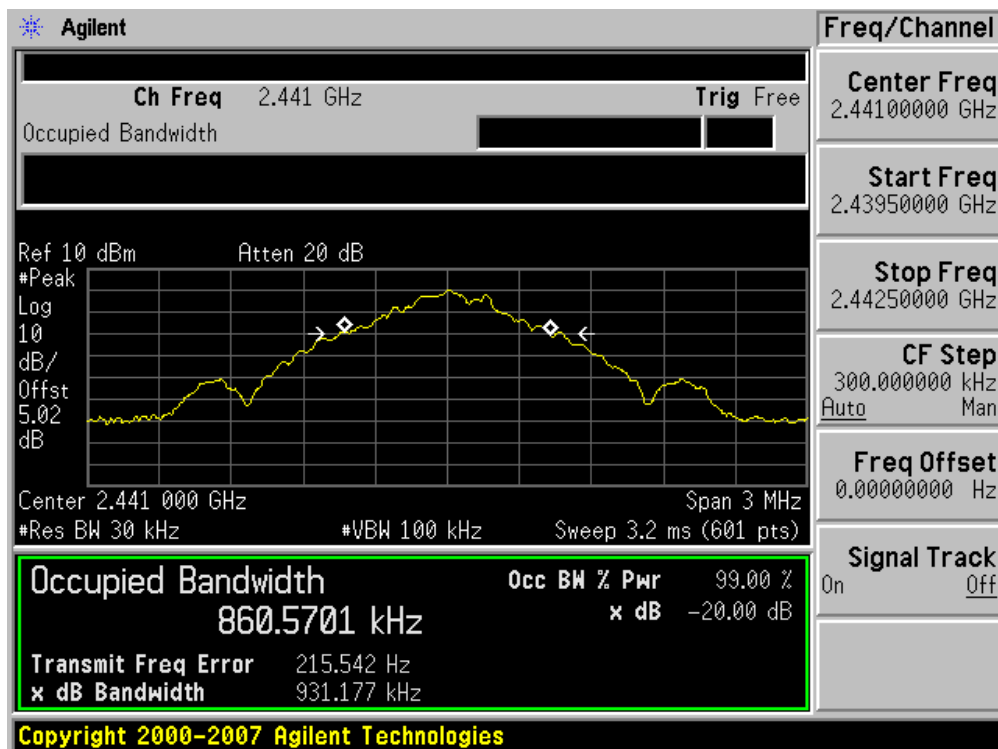 Agilent
Freq/Channel
Ch Freq 2.441 GHz Trig Free
Occupied Bandwidth
Center Freq
2.44100000 GHz
Start Freq
2.43950000 GHz
Stop Freq
2.44250000 GHz
CF Step
300.000000 kHz
Auto Man
Freq Offset
0.00000000 Hz
Signal Track
On Off
Ref 10 dBm Atten 20 dB
#Peak
Log
10
dB/
Offst
5.02
dB
Center 2.441 000 GHz Span 3 MHz
#Res BW 30 kHz #VBW 100 kHz Sweep 3.2 ms (601 pts)
Occupied Bandwidth Occ BW % Pwr 99.00 %
860.5701 kHz x dB -20.00 dB
Transmit Freq Error 215.542 Hz
x dB Bandwidth 931.177 kHz
Copyright 2000-2007 Agilent Technologies